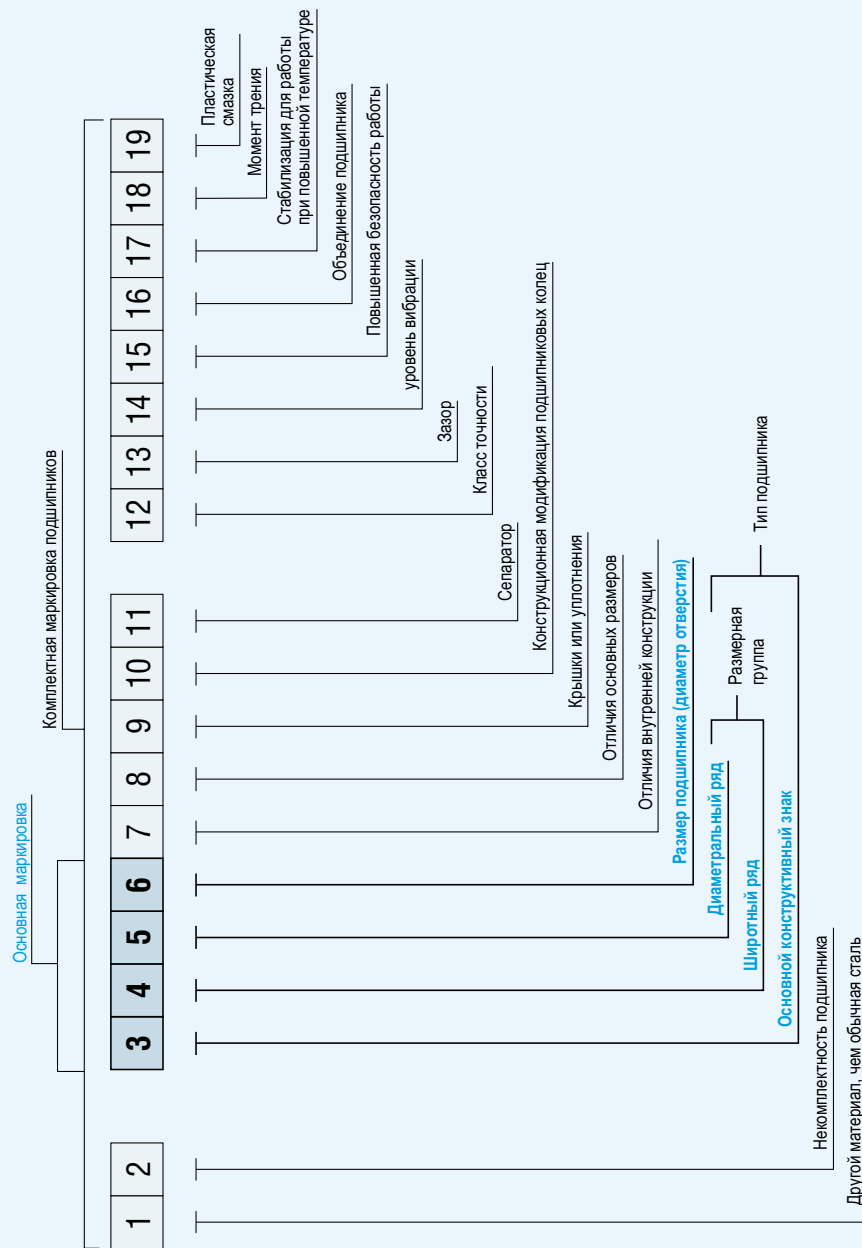 Комплектная маркировка подшипников
Основная маркировка
1
2
3
4
5
6
7
8
9
10
11
12
13
14
15
16
17
18
19
Пластическая
смазка
Момент трения
Стабилизация для работы
при повышенной температуре
Объединение подшипника
Повышенная безопасность работы
уровень вибрации
Зазор
Класс точности
Сепаратор
Конструкционная модификация подшипниковых колец
Крышки или уплотнения
Отличия основных размеров
Отличия внутренней конструкции
Размер подшипника (диаметр отверстия)
Диаметральный ряд
Широтный ряд
Размерная
группа
Основной конструктивный знак
Тип подшипника
Некомплектность подшипника
Другой материал, чем обычная сталь